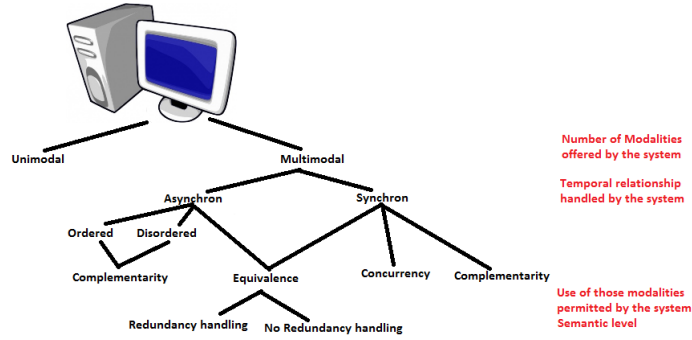 Unimodal
Multimodal
Number of Modalities
offered by the system
Asynchron
Synchron
Temporal relationship
handled by the system
Ordered
Disordered
Complementarity
Equivalence
Concurrency
Complementarity
Use of those modalities
permitted by the system
Semantic level
Redundancy handling
No Redundancy handling